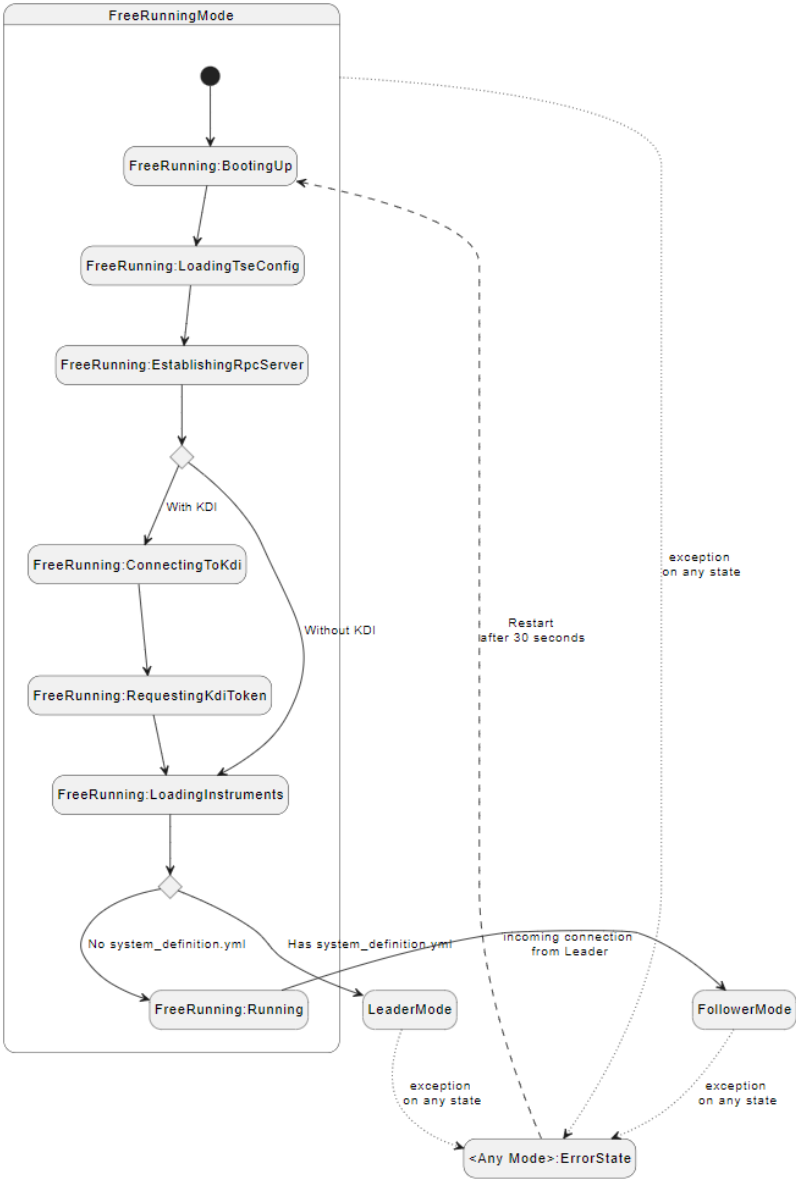 FreeRunningMode
FreeRunning:BootingUp
FreeRunning:LoadingTseConfig
FreeRunning:EstablishingRpcServer
With KDI
FreeRunning:ConnectingToKdi
exception
on any state
Restart
after 30 seconds
Without KDI
FreeRunning:RequestingKdiToken
FreeRunning:LoadingInstruments
No system_definition.yml
Has system_definition.yml
incoming connection
from Leader
FreeRunning:Running
LeaderMode
FollowerMode
exception
on any state
exception
on any state
<Any Mode>:ErrorState